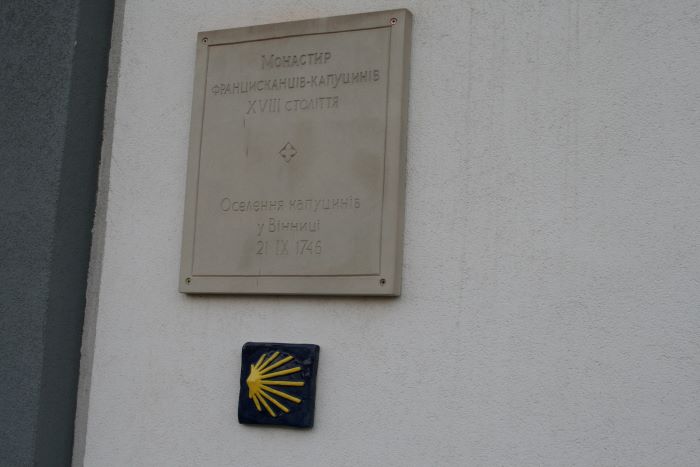 Монастир
францисканців-капуцинів
XVIII століття
Оселення капуцинів
у Вінниці
21 IX 1746